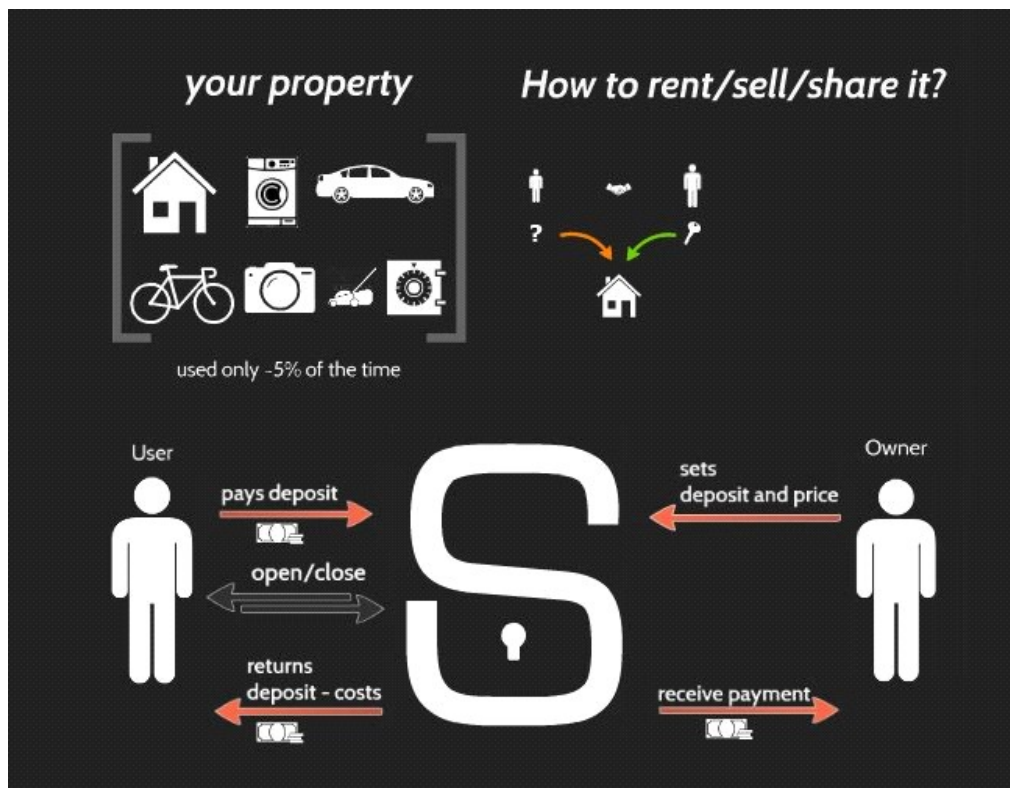 your property
How to rent/sell/share it?
?
used only ~5% of the time
User
Owner
pays deposit
sets
deposit and price
open/close
returns
deposit - costs
receive payment
S